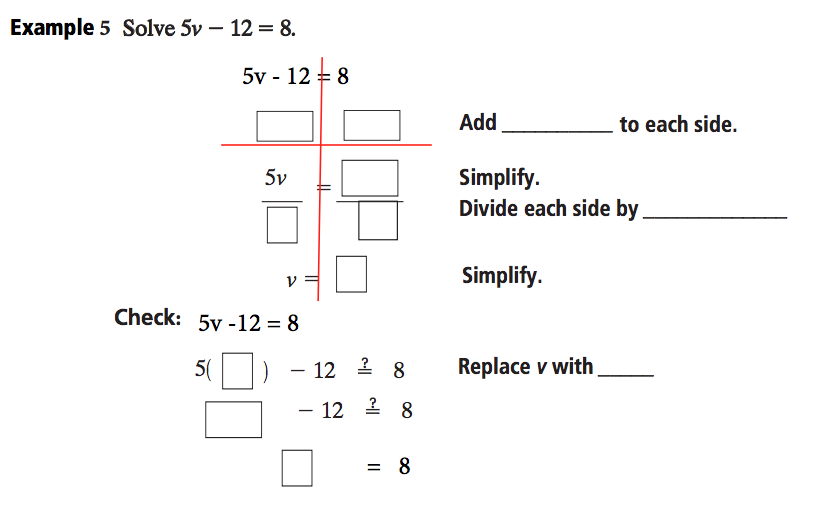 Example 5 Solve 5v − 12 = 8.
5v - 12 = 8
Add __________ to each side.
5v = Simplify.
Divide each side by ______________
v = Simplify.
Check: 5v -12 = 8
5( ) − 12 ≟ 8 Replace v with _____
− 12 ≟ 8
= 8